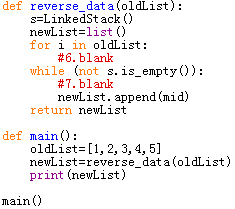 def reverse_data(oldList):
    s=LinkedStack()
    newList=list()
    for i in oldList:
        #6.blank
    while (not s.is_empty()):
        #7.blank
        newList.append(mid)
    return newList

def main():
    oldList=[1,2,3,4,5]
    newList=reverse_data(oldList)
    print(newList)

main()